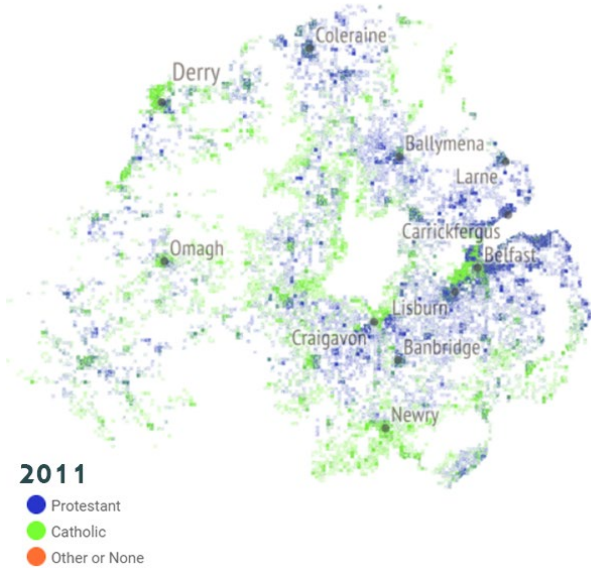 Coleraine
Derry
Ballymena
Larne
Carrickfergus
Omagh
Belfast
Lisburn
Craigavon
Banbridge
Newry
2011
Protestant
Catholic
Other or None